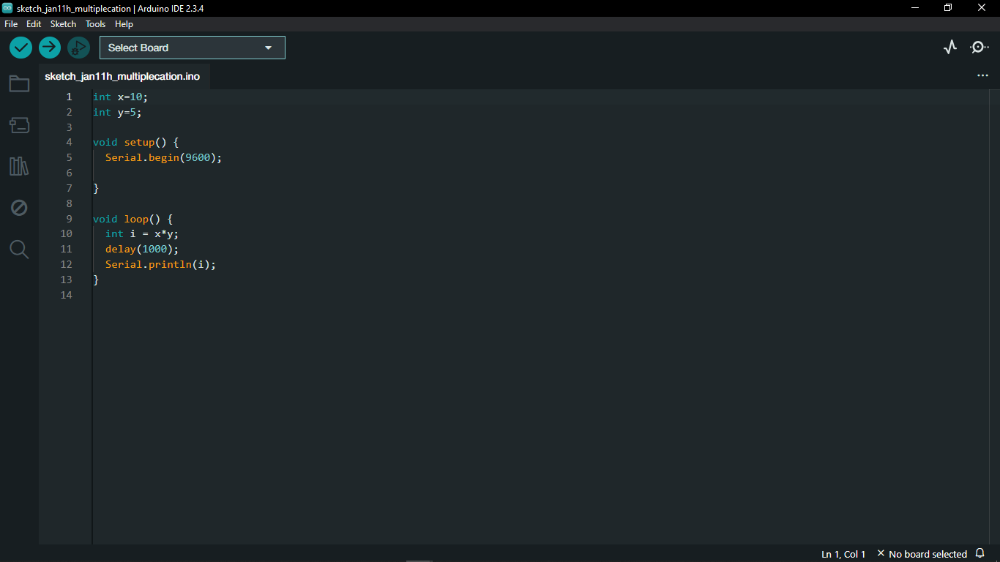 sketch_jan11h_multiplecation | Arduino IDE 2.3.4
File Edit Sketch Tools Help
Select Board
sketch_jan11h_multiplecation.ino
1 int x=10;
2 int y=5;
3
4 void setup() {
5 Serial.begin(9600);
6
7 }
8
9 void loop() {
10 int i = x*y;
11 delay(1000);
12 Serial.println(i);
13 }
14
Ln 1, Col 1 × No board selected